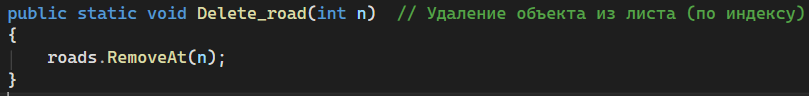 public static void Delete_road(int n)  // Удаление объекта из листа (по индексу)
{
    roads.RemoveAt(n);
}